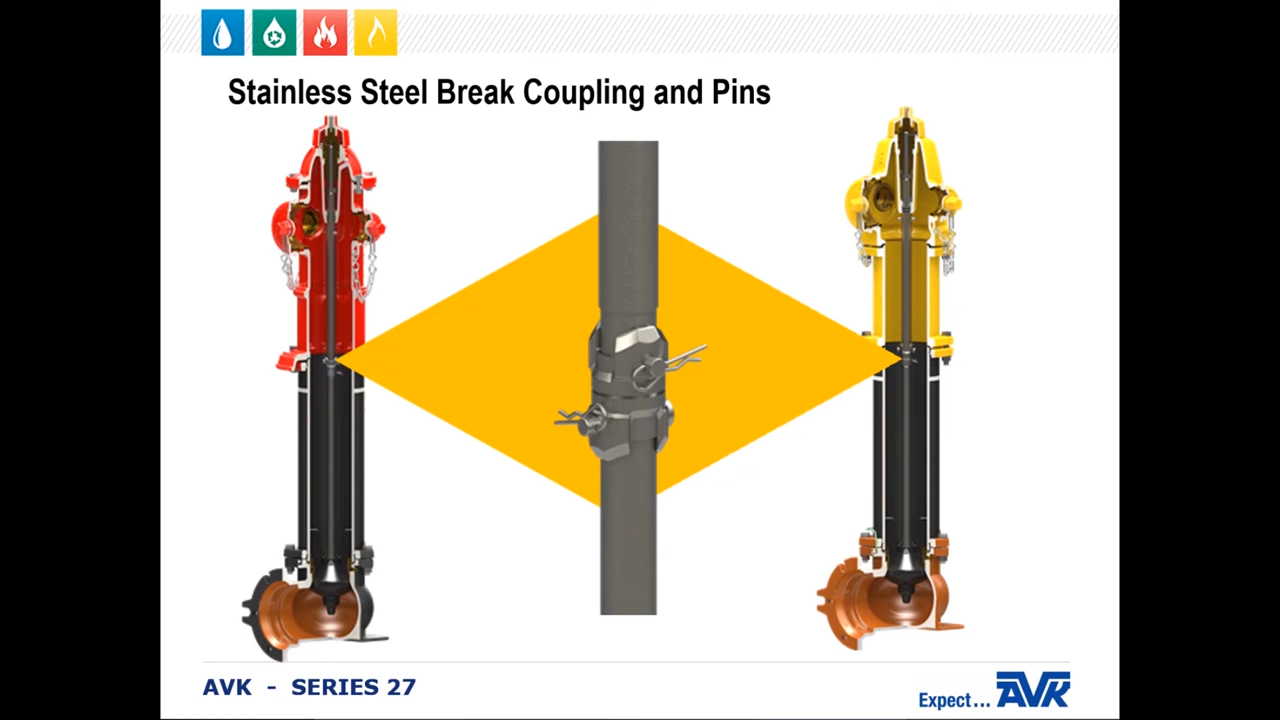 Stainless Steel Break Coupling and Pins
AVK - SERIES 27
Expect... AVK